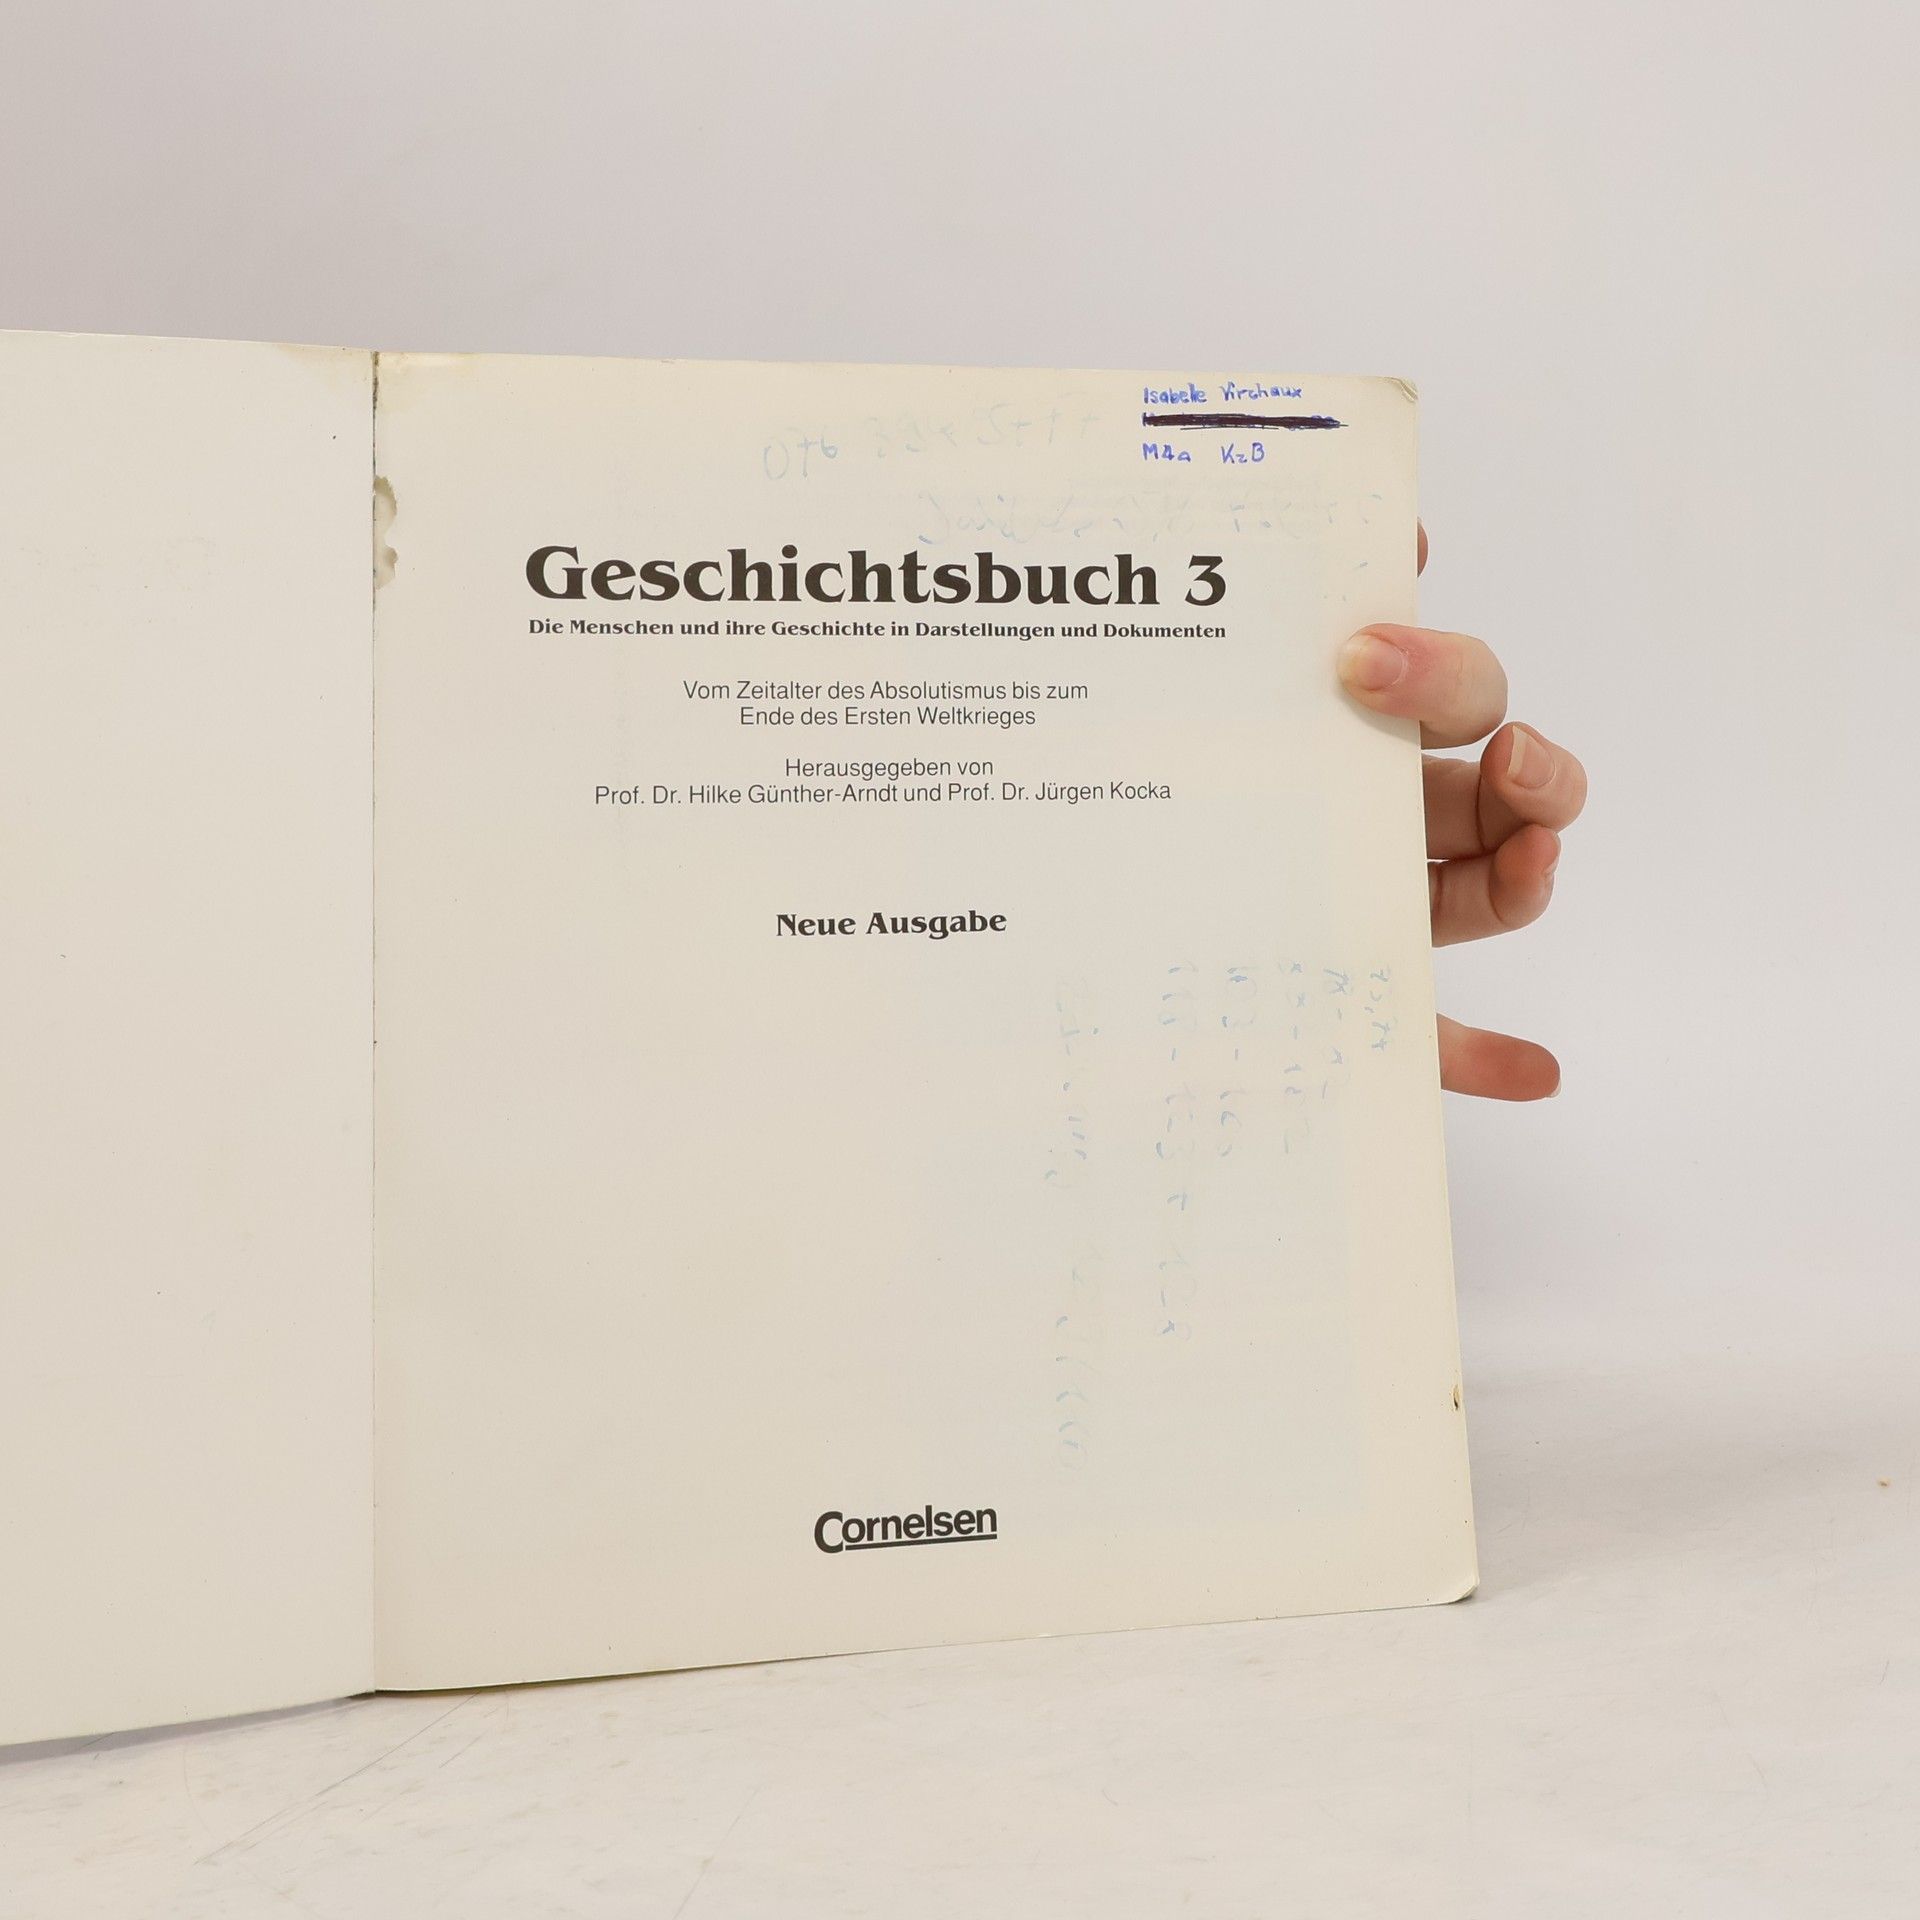 Isabelle Virchaux
M4a KzB
Geschichtsbuch 3
Die Menschen und ihre Geschichte in Darstellungen und Dokumenten
Vom Zeitalter des Absolutismus bis zum
Ende des Ersten Weltkrieges
Herausgegeben von
Prof. Dr. Hilke Günther-Arndt und Prof. Dr. Jürgen Kocka
Neue Ausgabe
Cornelsen